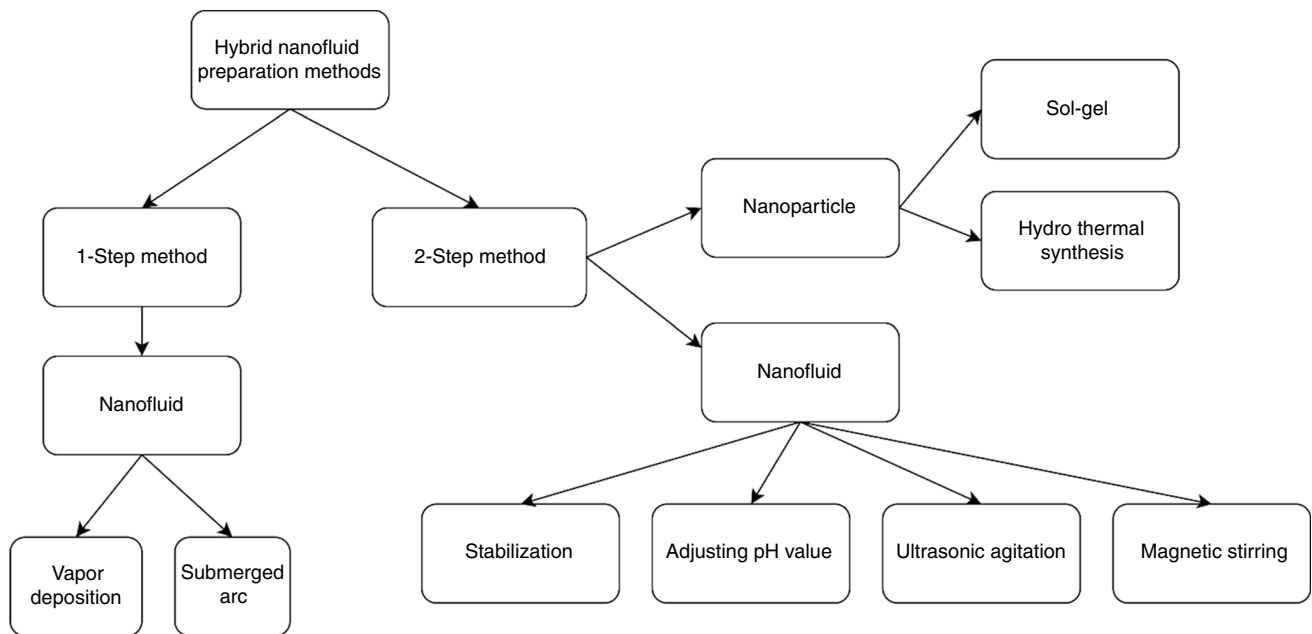 Hybrid nanofluid
preparation methods
Sol-gel
Nanoparticle
Hydro thermal
synthesis
1-Step method
2-Step method
Nanofluid
Nanofluid
Stabilization
Adjusting pH value
Ultrasonic agitation
Magnetic stirring
Vapor
deposition
Submerged
arc